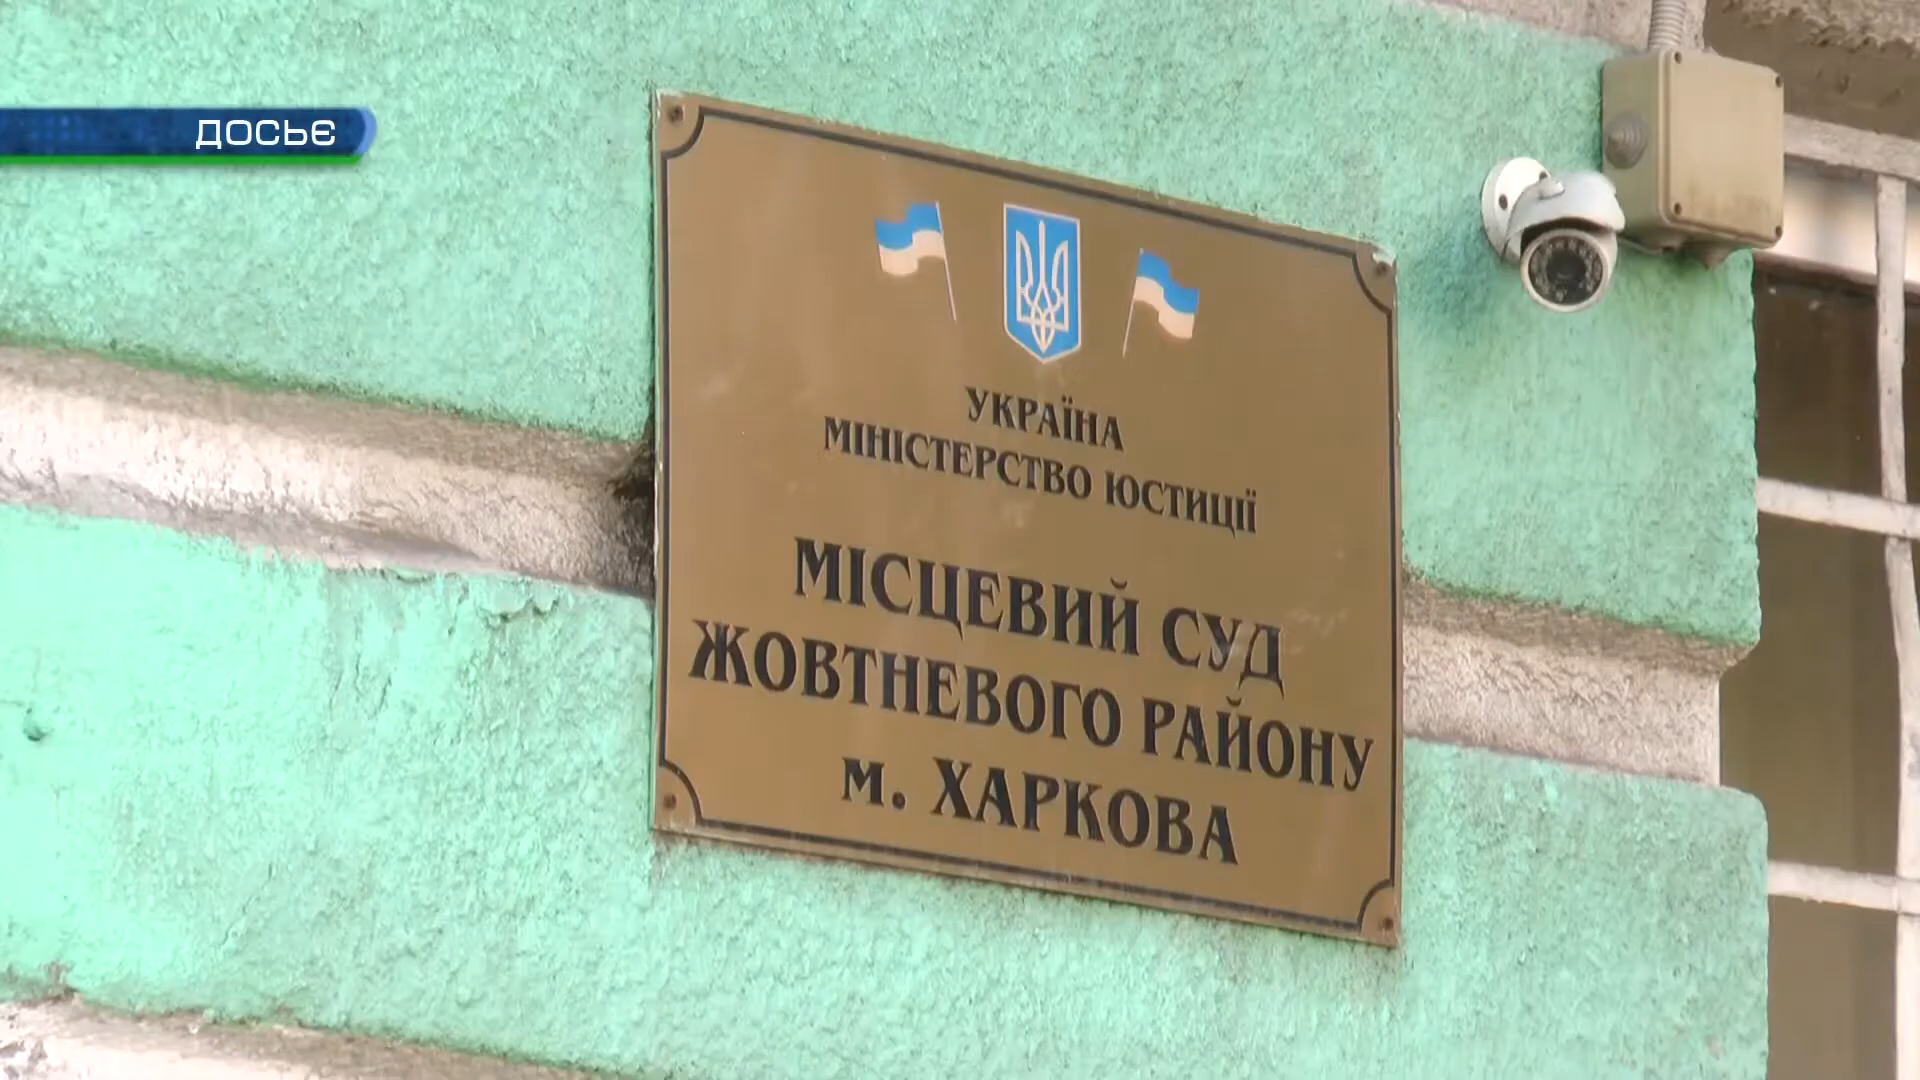 ДОСЬЄ
УКРАЇНА
МІНІСТЕРСТВО ЮСТИЦІЇ
МІСЦЕВИЙ СУД
ЖОВТНЕВОГО РАЙОНУ
м. ХАРКОВА